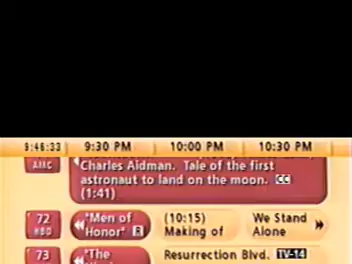 9:46:33 9:30 PM 10:00 PM 10:30 PM
AMC Charles Aidman. Tale of the first
astronaut to land on the moon. CC
(1:41)
72 "Men of (10:15) We Stand
HBO Honor" R Making of Alone
73 "The Resurrection Blvd. TV-14